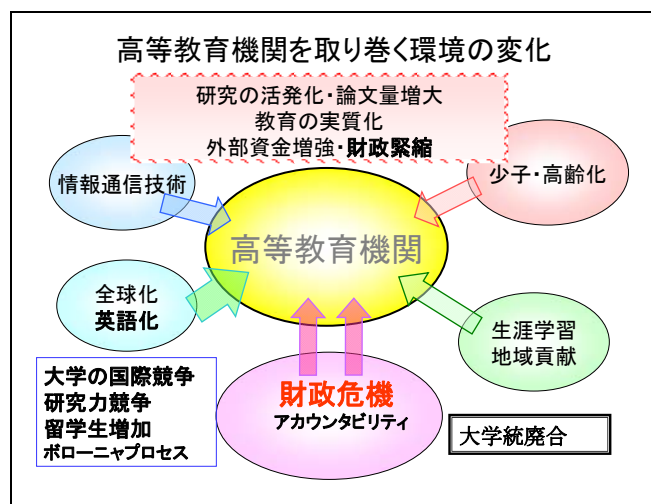 高等教育機関を取り巻く環境の変化
研究の活発化・論文量増大
教育の実質化
外部資金増強・財政緊縮
情報通信技術
少子・高齢化
高等教育機関
全球化
英語化
生涯学習
地域貢献
大学の国際競争
研究力競争
留学生増加
ボローニャプロセス
財政危機
アカウンタビリティ
大学統廃合